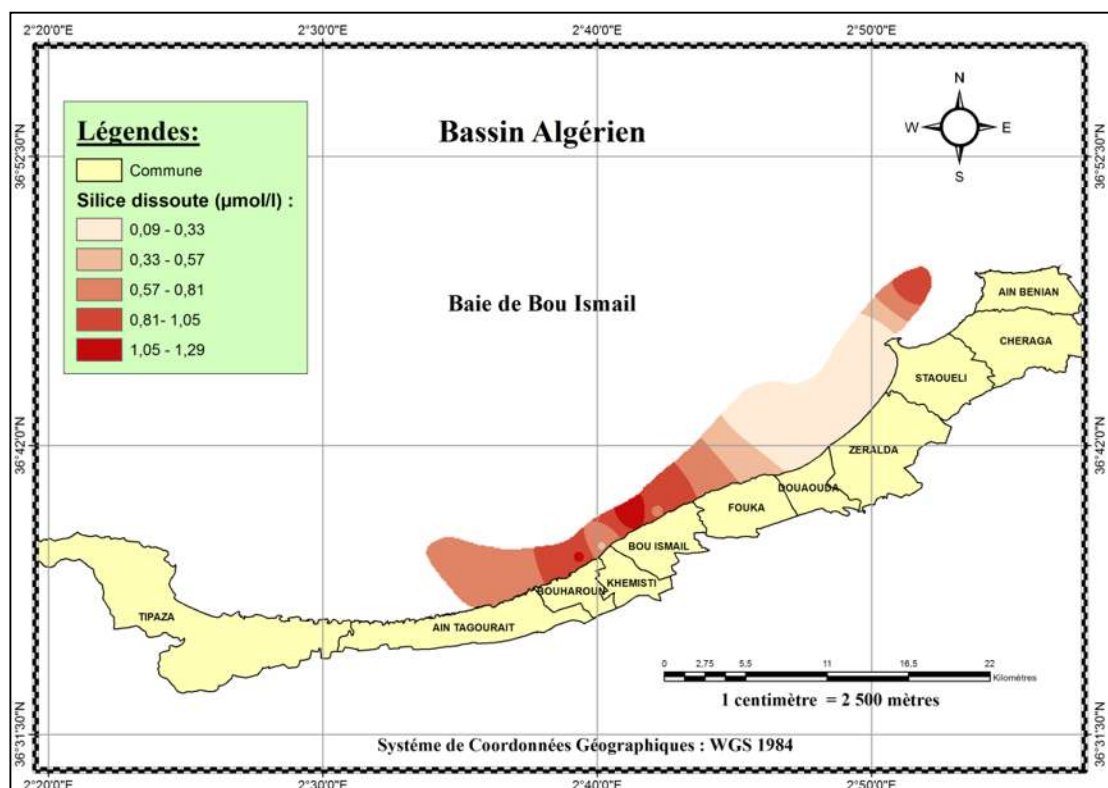 2°20'0"E 2°30'0"E 2°40'0"E 2°50'0"E
N
W E
S
Bassin Algérien
Légendes:
Commune
Silice dissoute (µmol/l) :
0,09 - 0,33
0,33 - 0,57
0,57 - 0,81
0,81- 1,05
1,05 - 1,29
36°52'30"N 36°52'30"N
Baie de Bou Ismail
AIN BENIAN
CHERAGA
STAOUELI
36°42'0"N 36°42'0"N
ZERALDA
DOUAOUDA
FOUKA
BOU ISMAIL
KHEMISTI
BOUHAROUN
TIPAZA
AIN TAGOURAIT
0 2,75 5,5 11 16,5 22
Kilomètres
1 centimètre = 2 500 mètres
36°31'30"N 36°31'30"N
Systéme de Coordonnées Géographiques : WGS 1984
2°20'0"E 2°30'0"E 2°40'0"E 2°50'0"E